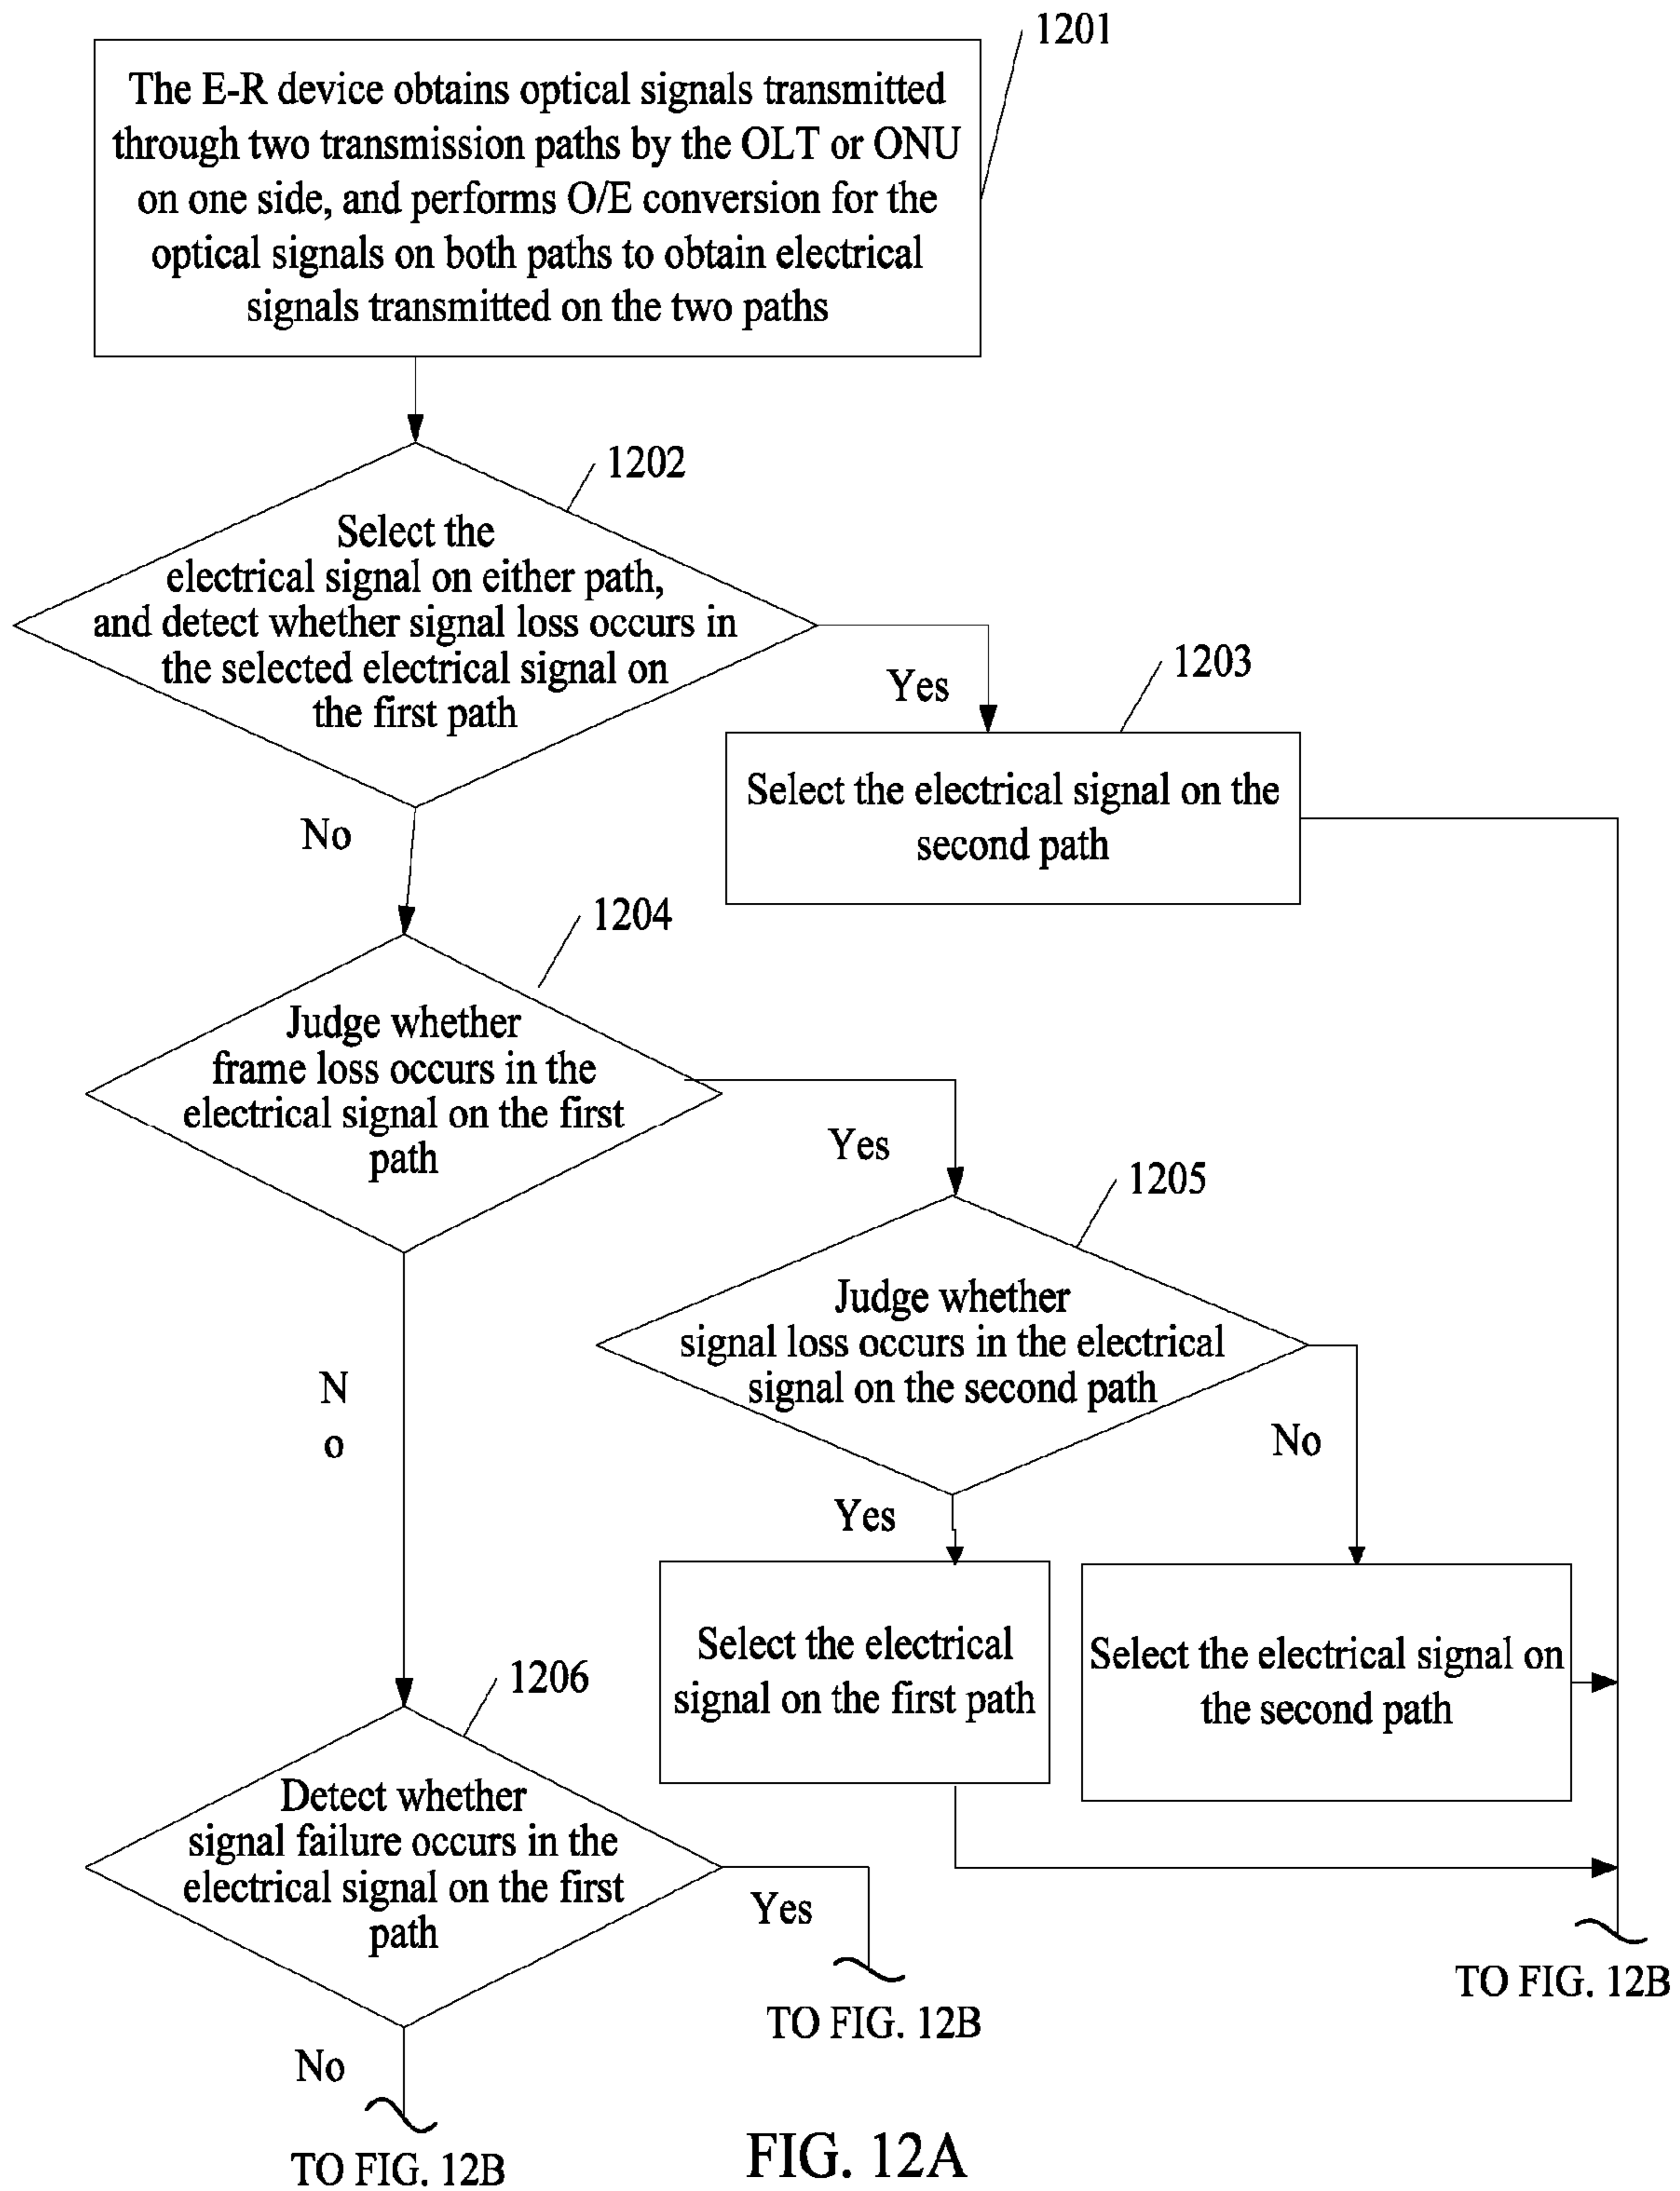 1201
The E-R device obtains optical signals transmitted
through two transmission paths by the OLT or ONU
on one side, and performs O/E conversion for the
optical signals on both paths to obtain electrical
signals transmitted on the two paths
1202
Select the
electrical signal on either path,
and detect whether signal loss occurs in
the selected electrical signal on
the first path
Yes
1203
Select the electrical signal on the
second path
No
1204
Judge whether
frame loss occurs in the
electrical signal on the first
path
Yes
1205
Judge whether
signal loss occurs in the electrical
signal on the second path
N
o
No
Yes
Select the electrical
signal on the first path
Select the electrical signal on
the second path
1206
Detect whether
signal failure occurs in the
electrical signal on the first
path
Yes
TO FIG. 12B
TO FIG. 12B
No
TO FIG. 12B
FIG. 12A